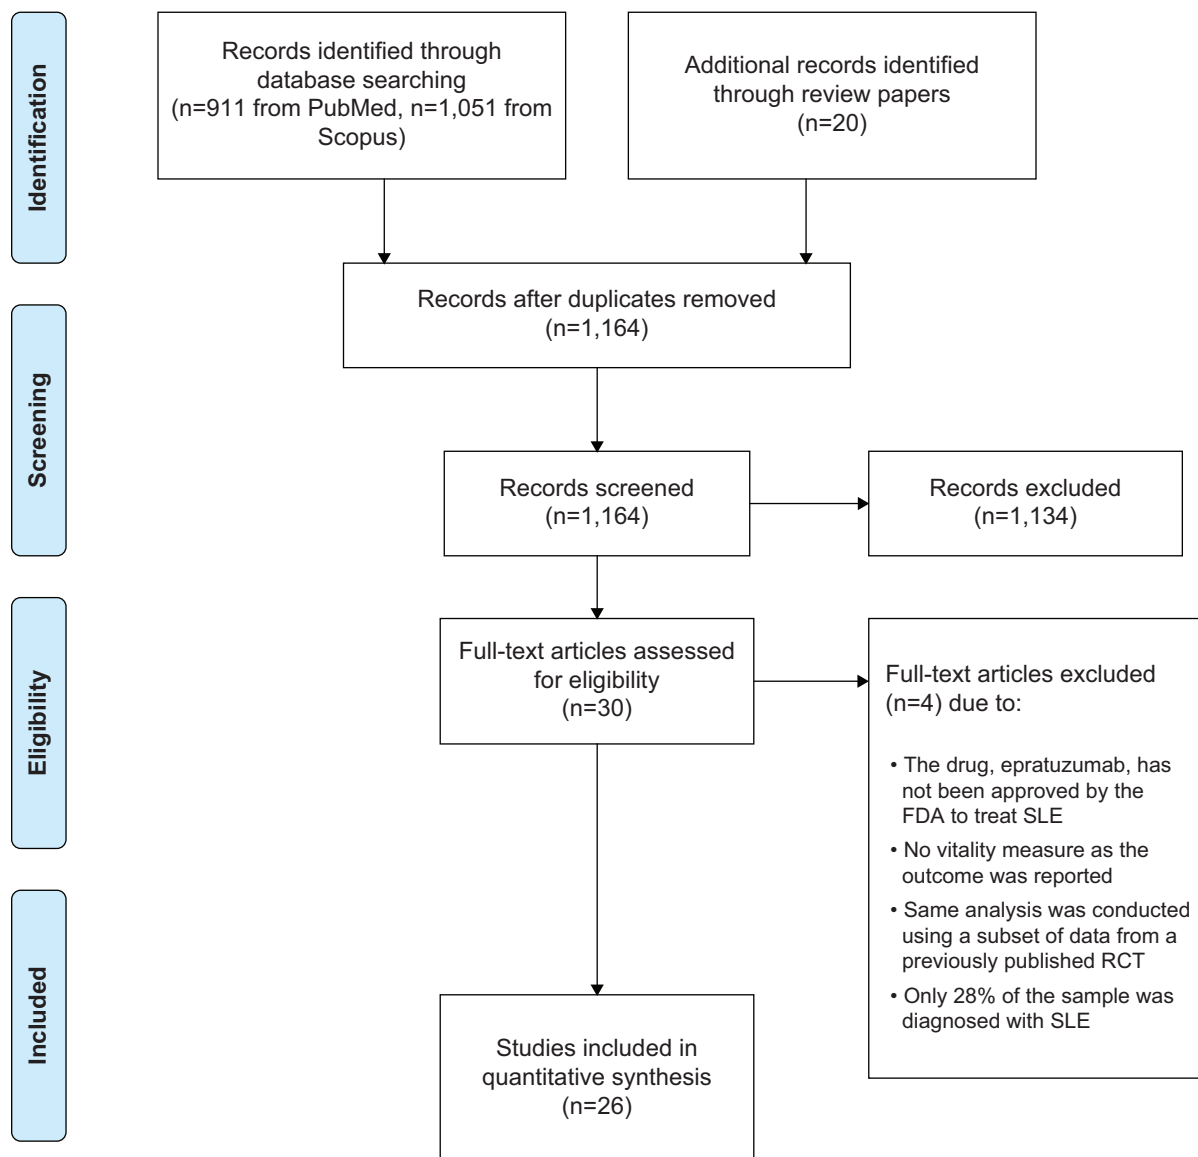 Identification
Records identified through
database searching
(n=911 from PubMed, n=1,051 from
Scopus)
Additional records identified
through review papers
(n=20)
Records after duplicates removed
(n=1,164)
Screening
Records screened
(n=1,164)
Records excluded
(n=1,134)
Eligibility
Full-text articles assessed
for eligibility
(n=30)
Full-text articles excluded
(n=4) due to:
• The drug, epratuzumab, has
not been approved by the
FDA to treat SLE
• No vitality measure as the
outcome was reported
• Same analysis was conducted
using a subset of data from a
previously published RCT
• Only 28% of the sample was
diagnosed with SLE
Included
Studies included in
quantitative synthesis
(n=26)